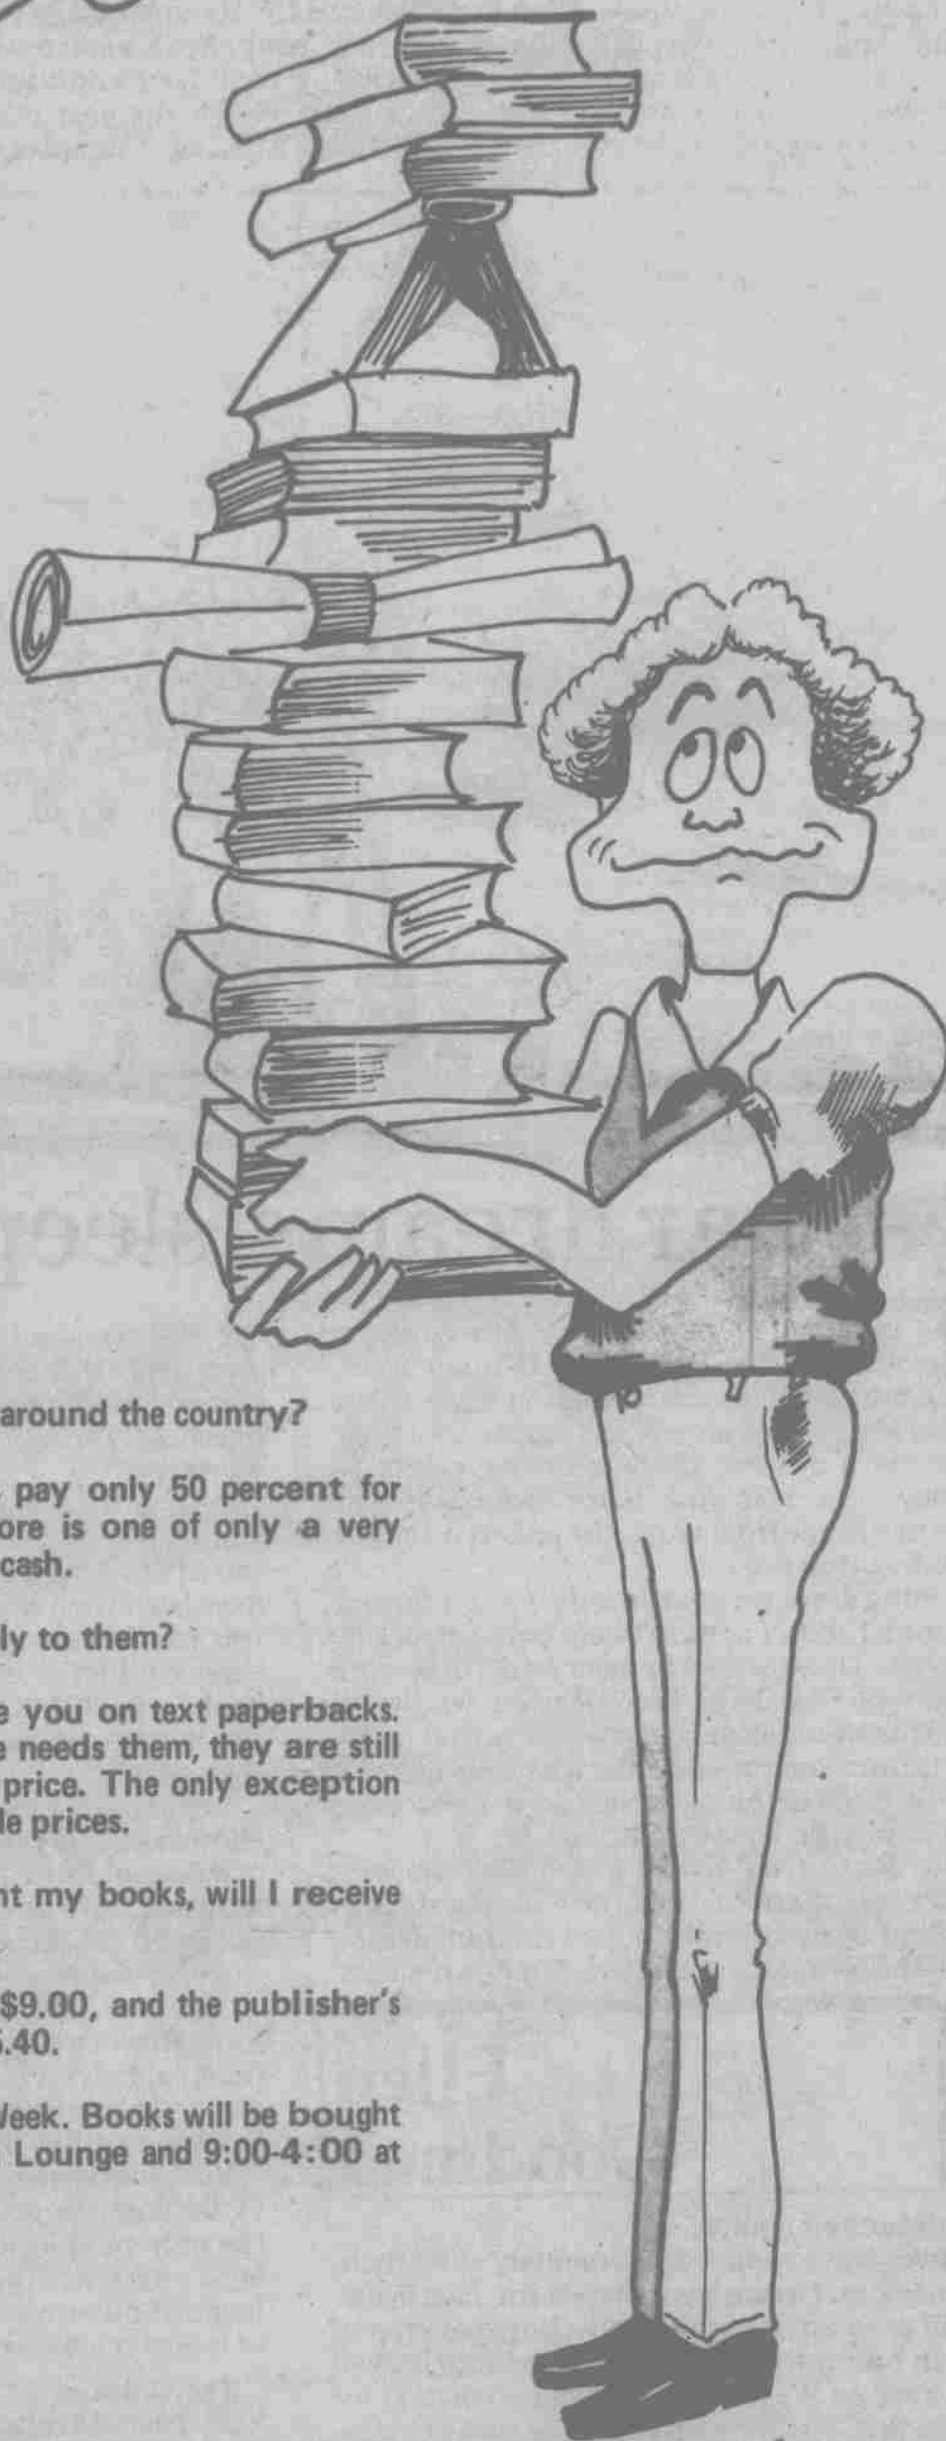 around the country?
pay only 50 percent for
ore is one of only a very
cash.
ly to them?
e you on text paperbacks.
e needs them, they are still
price. The only exception
le prices.
nt my books, will I receive
$9.00, and the publisher's
5.40.
Week. Books will be bought
Lounge and 9:00-4:00 at